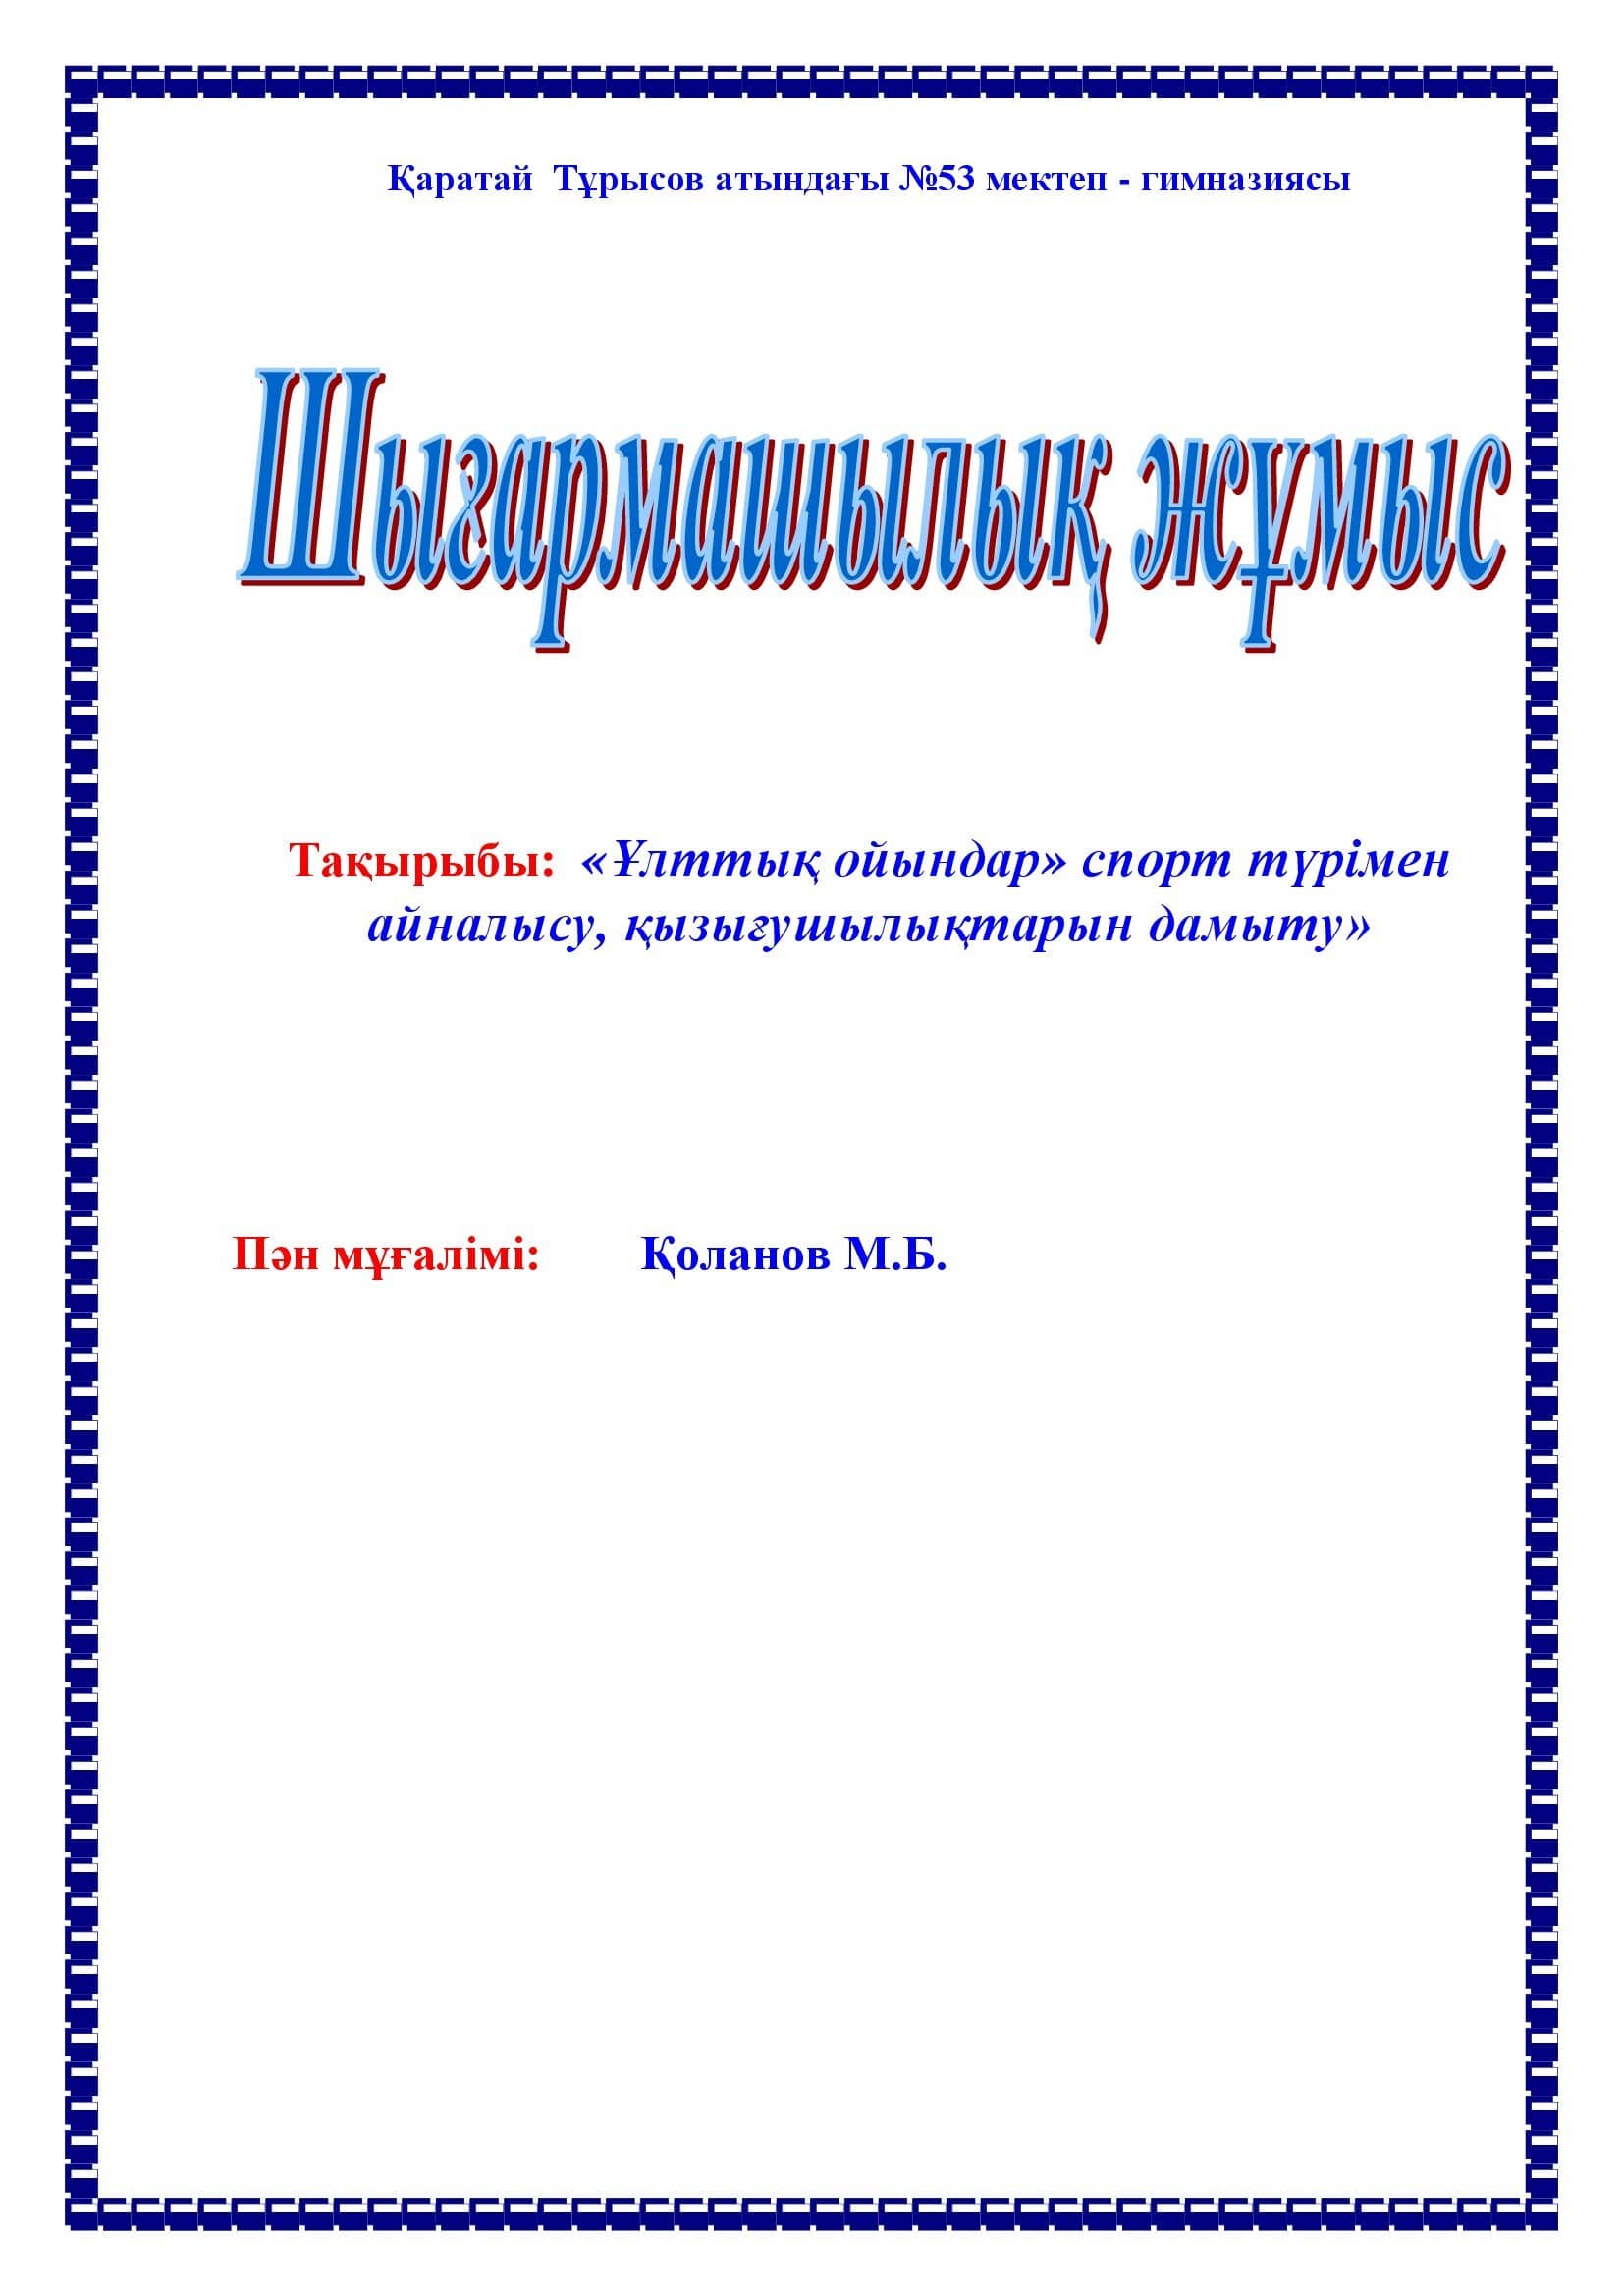 Қаратай Тұрысов атындағы №53 мектеп - гимназиясы
Шығармашылық жұмыс
Тақырыбы: «Ұлттық ойындар» спорт түрімен
айналысу, қызығушылықтарын дамыту»
Пән мұғалімі: Қоланов М.Б.